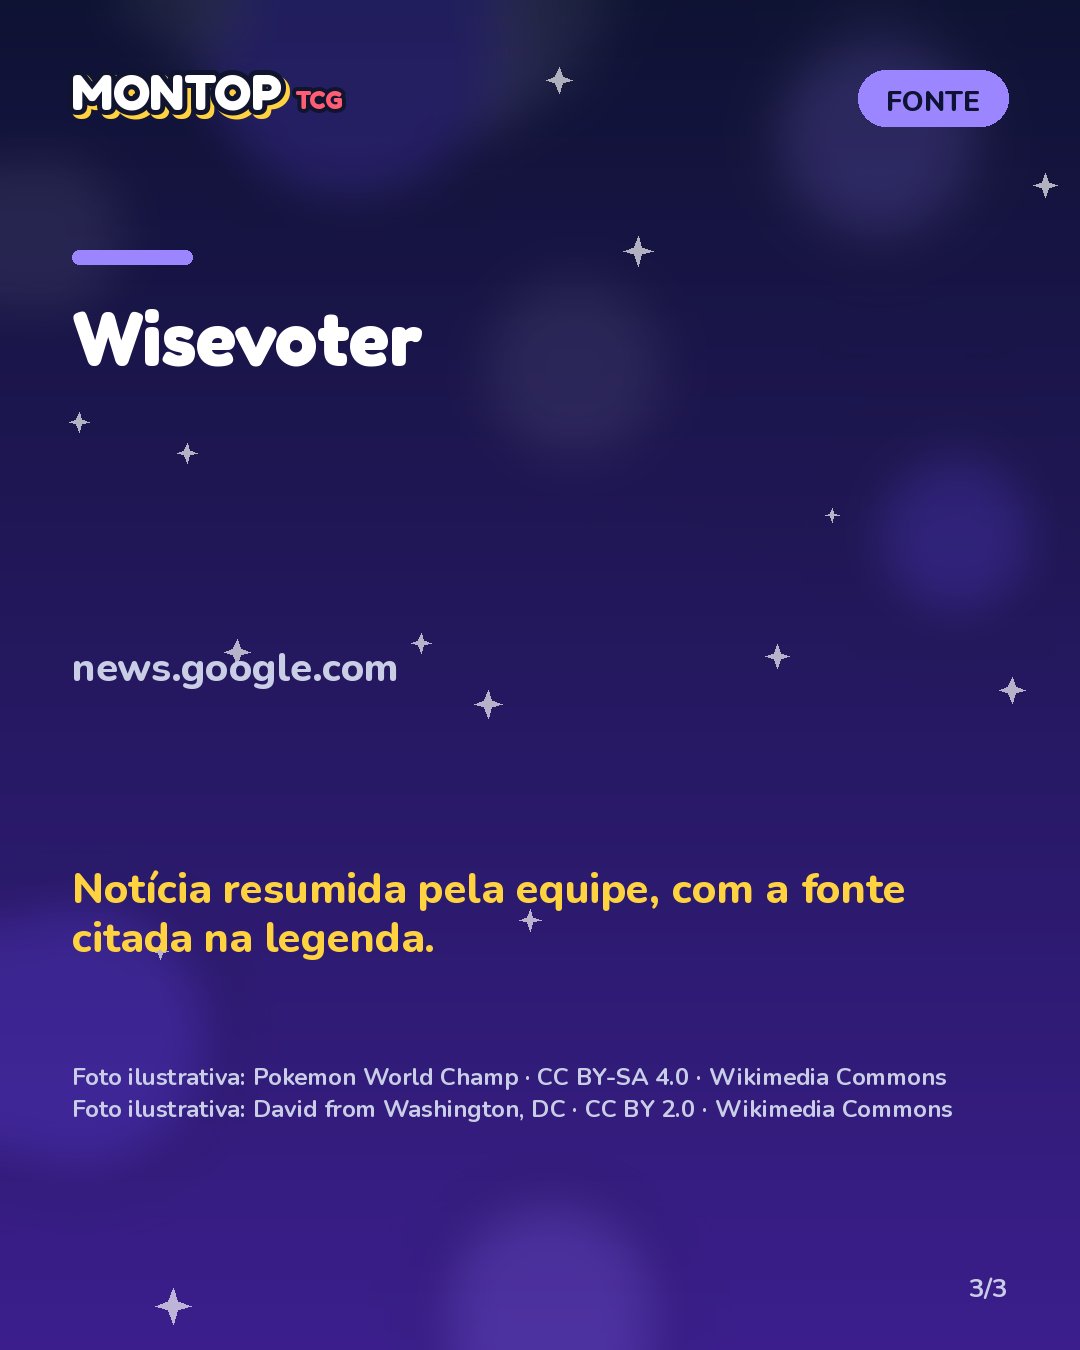 MONTOP TCG
FONTE
Wisevoter
news.google.com
Notícia resumida pela equipe, com a fonte
citada na legenda.
Foto ilustrativa: Pokemon World Champ · CC BY-SA 4.0 · Wikimedia Commons
Foto ilustrativa: David from Washington, DC · CC BY 2.0 · Wikimedia Commons
3/3